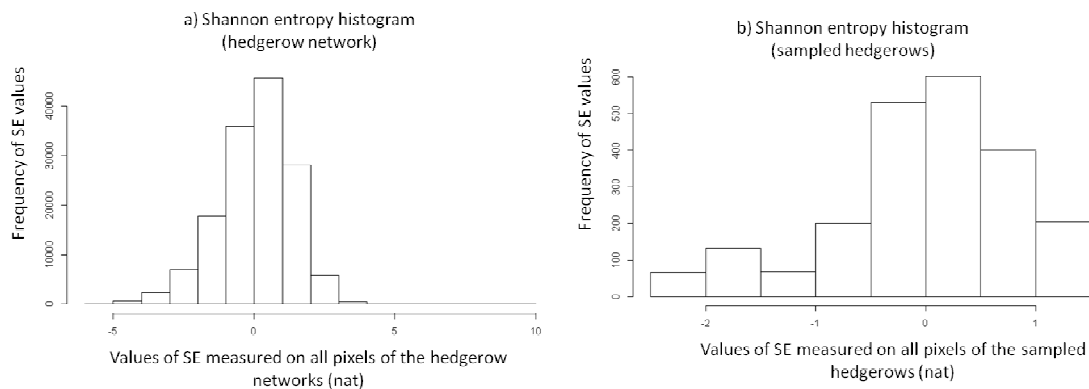 a) Shannon entropy histogram
(hedgerow network)
Frequency of SE values
40000
30000
20000
10000
0
-5
0
5
10
Values of SE measured on all pixels of the hedgerow
networks (nat)
b) Shannon entropy histogram
(sampled hedgerows)
Frequency of SE values
600
500
400
300
200
100
0
-2
-1
0
1
Values of SE measured on all pixels of the sampled
hedgerows (nat)